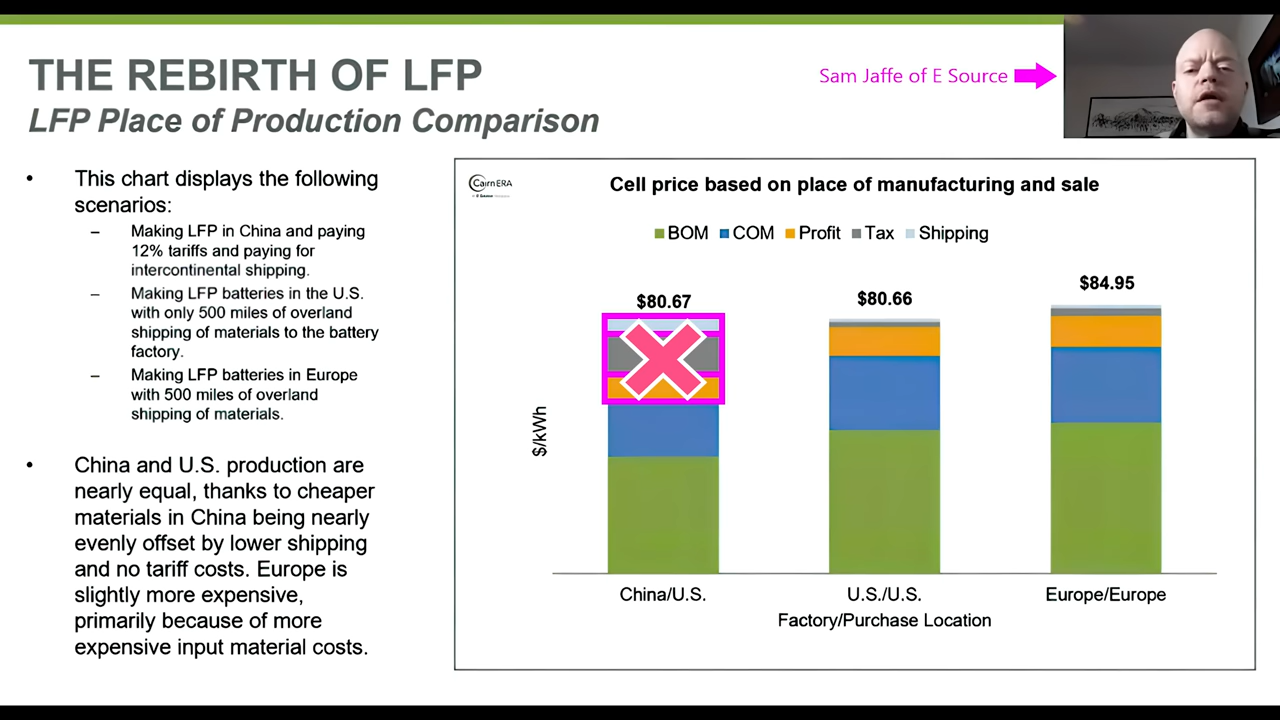 THE REBIRTH OF LFP
LFP Place of Production Comparison
Sam Jaffe of E Source
• This chart displays the following
scenarios:
– Making LFP in China and paying
12% tariffs and paying for
intercontinental shipping.
– Making LFP batteries in the U.S.
with only 500 miles of overland
shipping of materials to the battery
factory.
– Making LFP batteries in Europe
with 500 miles of overland
shipping of materials.
• China and U.S. production are
nearly equal, thanks to cheaper
materials in China being nearly
evenly offset by lower shipping
and no tariff costs. Europe is
slightly more expensive,
primarily because of more
expensive input material costs.
Cairn ERA
Cell price based on place of manufacturing and sale
BOM COM Profit Tax Shipping
$80.67
$80.66
$84.95
$/kWh
China/U.S.
U.S./U.S.
Europe/Europe
Factory/Purchase Location